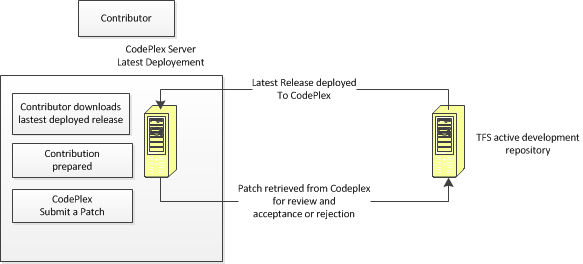 Contributor
CodePlex Server
Latest Deployement
Contributor downloads
lastest deployed release
Contribution
prepared
CodePlex
Submit a Patch
Latest Release deployed
To CodePlex
Patch retrieved from Codeplex
for review and
acceptance or rejection
TFS active development
repository